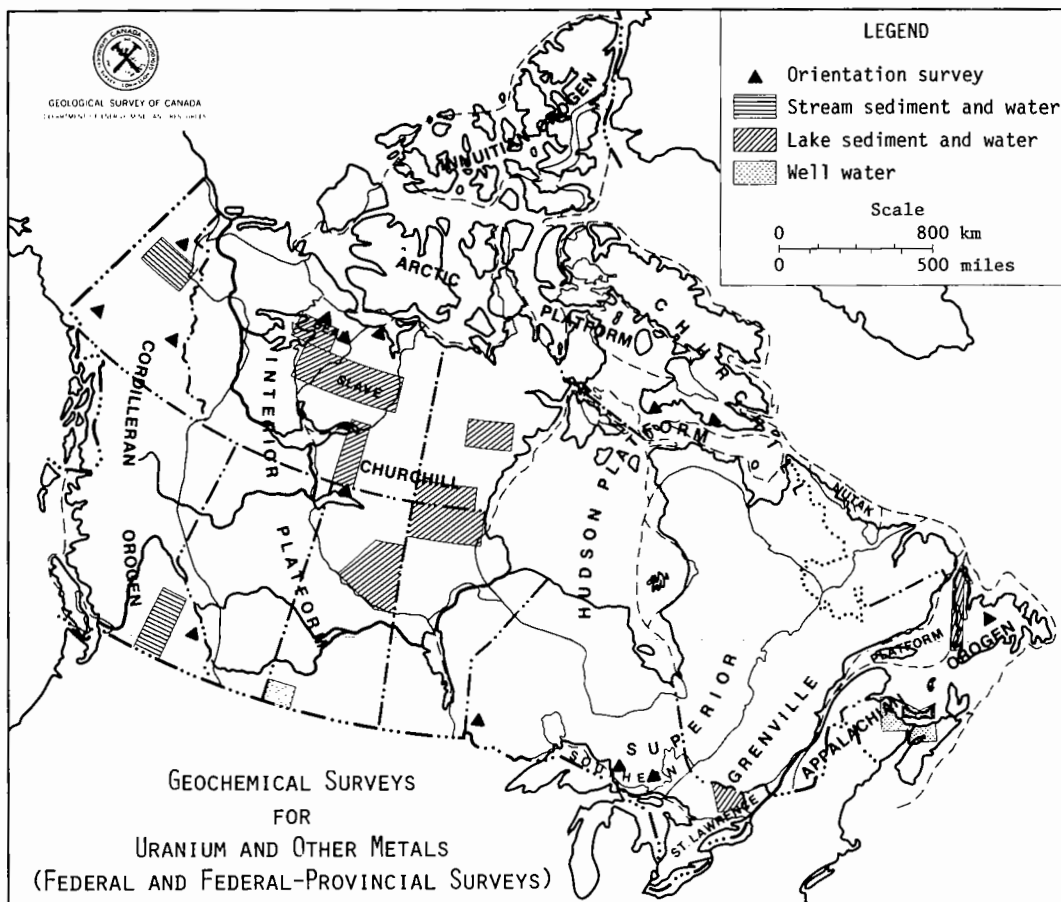 GEOLOGICAL SURVEY OF CANADA
LEGEND
Orientation survey
Stream sediment and water
Lake sediment and water
Well water
Scale
0 800 km
0 500 miles
INNUITIAN OROGEN
ARCTIC
PLATFORM
CHURCHILL
BEAR
SLAVE
CORDILLERAN
OROGEN
INTERIOR
PLATFORM
CHURCHILL
HUDSON PLATFORM
NUTAK
SUPERIOR
SOUTHERN
GRENVILLE
ST. LAWRENCE
PLATFORM
APPALACHIAN
OROGEN
GEOCHEMICAL SURVEYS
FOR
URANIUM AND OTHER METALS
(FEDERAL AND FEDERAL-PROVINCIAL SURVEYS)